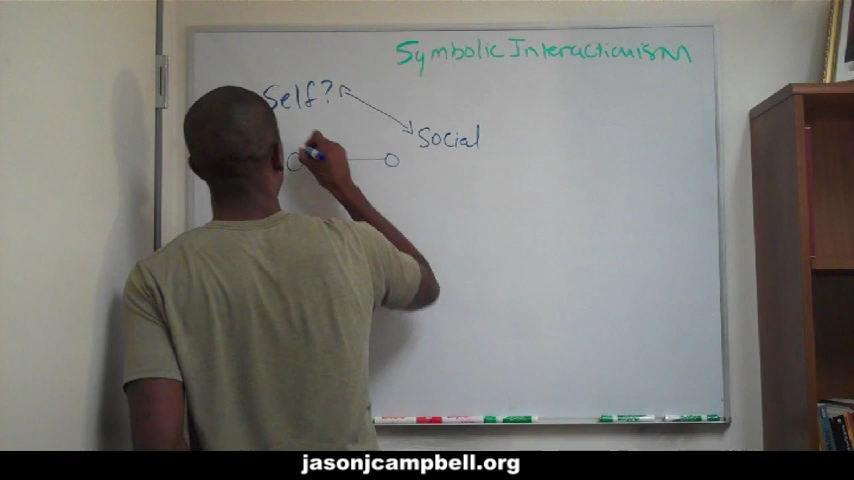 Symbolic Interactionism
Self?
Social
jasonjcampbell.org